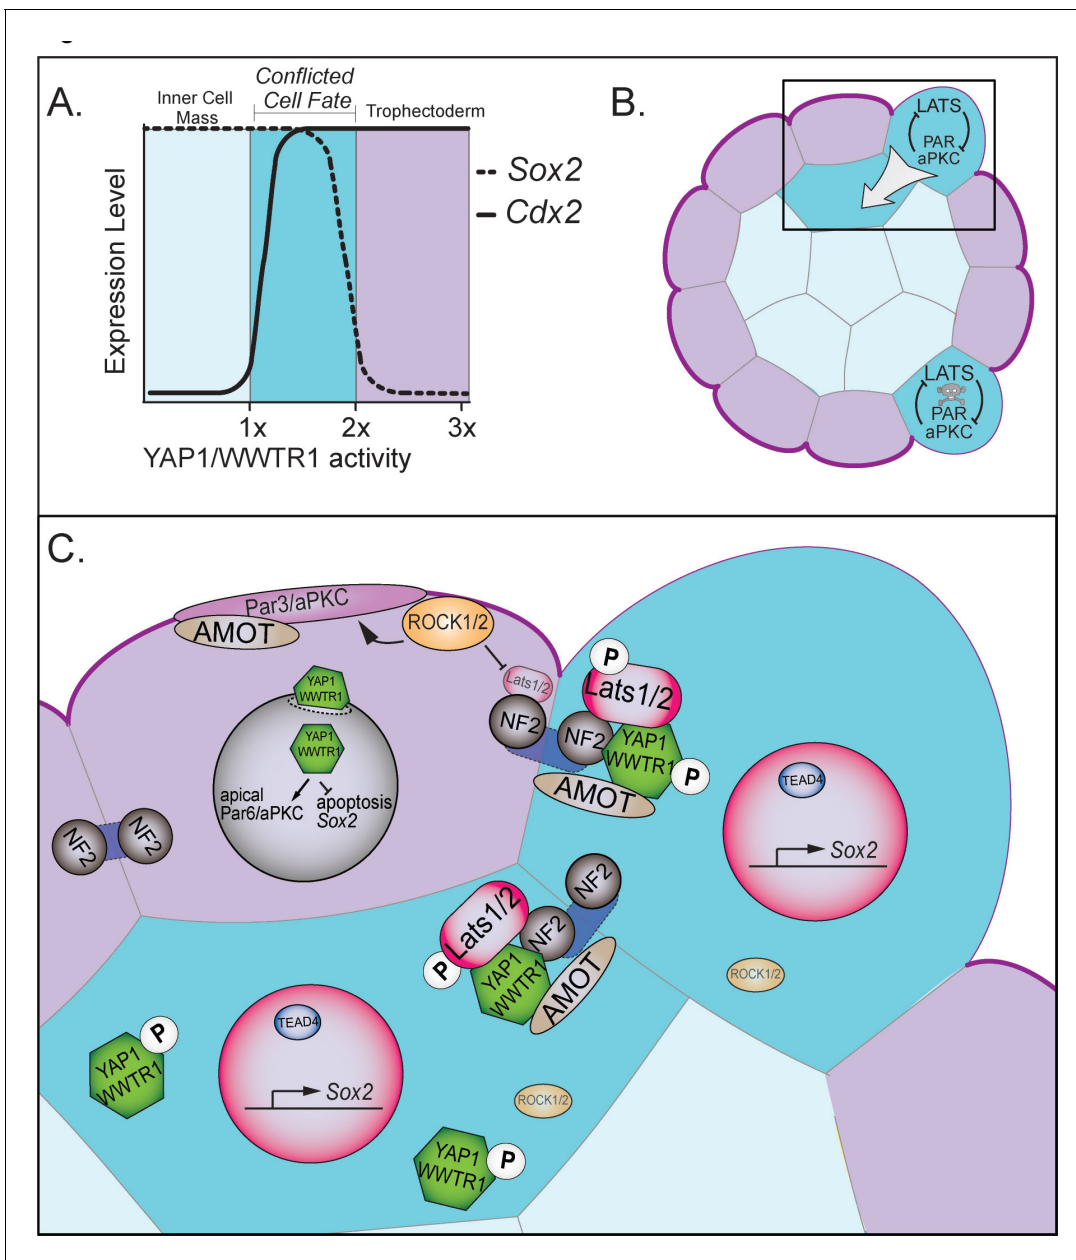 A.
Conflicted
Cell Fate
Inner Cell
Mass
Trophectoderm
Expression Level
Sox2
Cdx2
1x
2x
3x
YAP1/WWTR1 activity
B.
LATS
PAR
aPKC
LATS
PAR
aPKC
C.
Par3/aPKC
AMOT
ROCK1/2
YAP1
WWTR1
YAP1
WWTR1
apical
Par6/aPKC
apoptosis
Sox2
Lats1/2
NF2
NF2
P
Lats1/2
YAP1
WWTR1
P
AMOT
TEAD4
Sox2
NF2
NF2
NF2
Lats1/2
NF2
P
YAP1
WWTR1
AMOT
ROCK1/2
TEAD4
Sox2
P
YAP1
WWTR1
ROCK1/2
YAP1
WWTR1
P